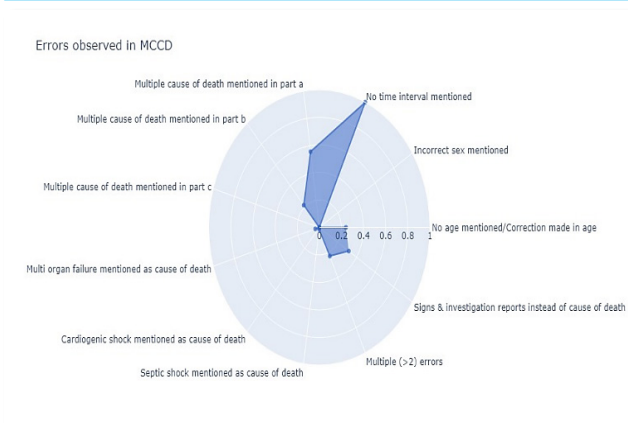 Errors observed in MCCD
Multiple cause of death mentioned in part a
No time interval mentioned
Multiple cause of death mentioned in part b
Incorrect sex mentioned
Multiple cause of death mentioned in part c
No age mentioned/Correction made in age
0 0.2 0.4 0.6 0.8 1
Multi organ failure mentioned as cause of death
Signs & investigation reports instead of cause of death
Cardiogenic shock mentioned as cause of death
Multiple (>2) errors
Septic shock mentioned as cause of death